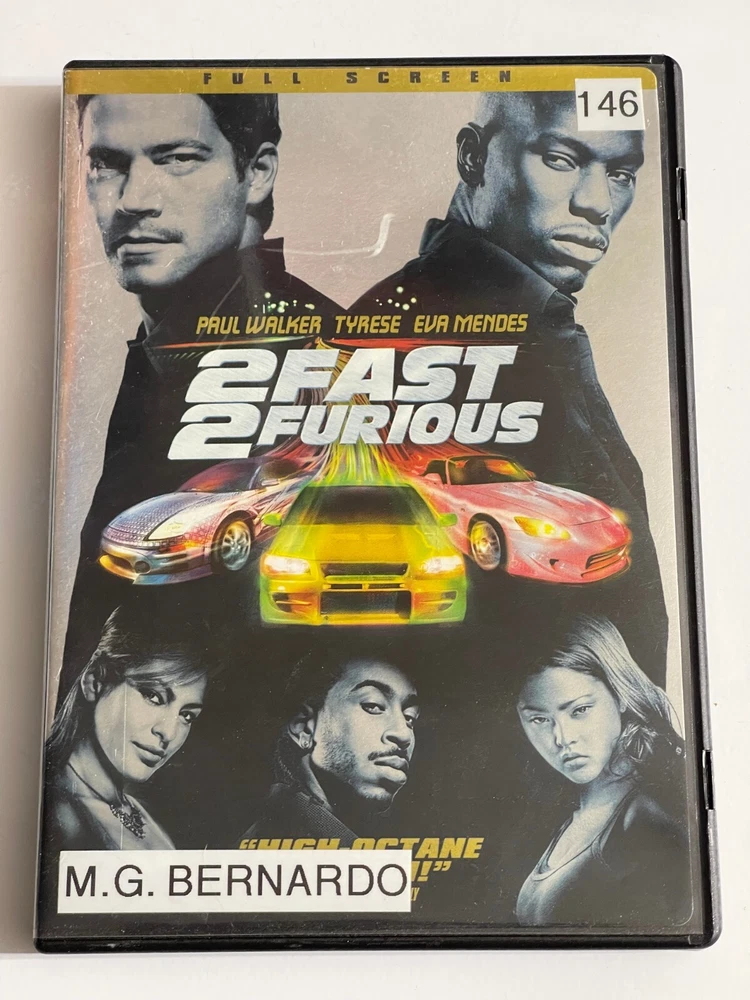 FULL SCREEN
146
PAUL WALKER TYRESE EVA MENDES
2FAST
2FURIOUS
“HIGH-OCTANE
!”
M.G. BERNARDO